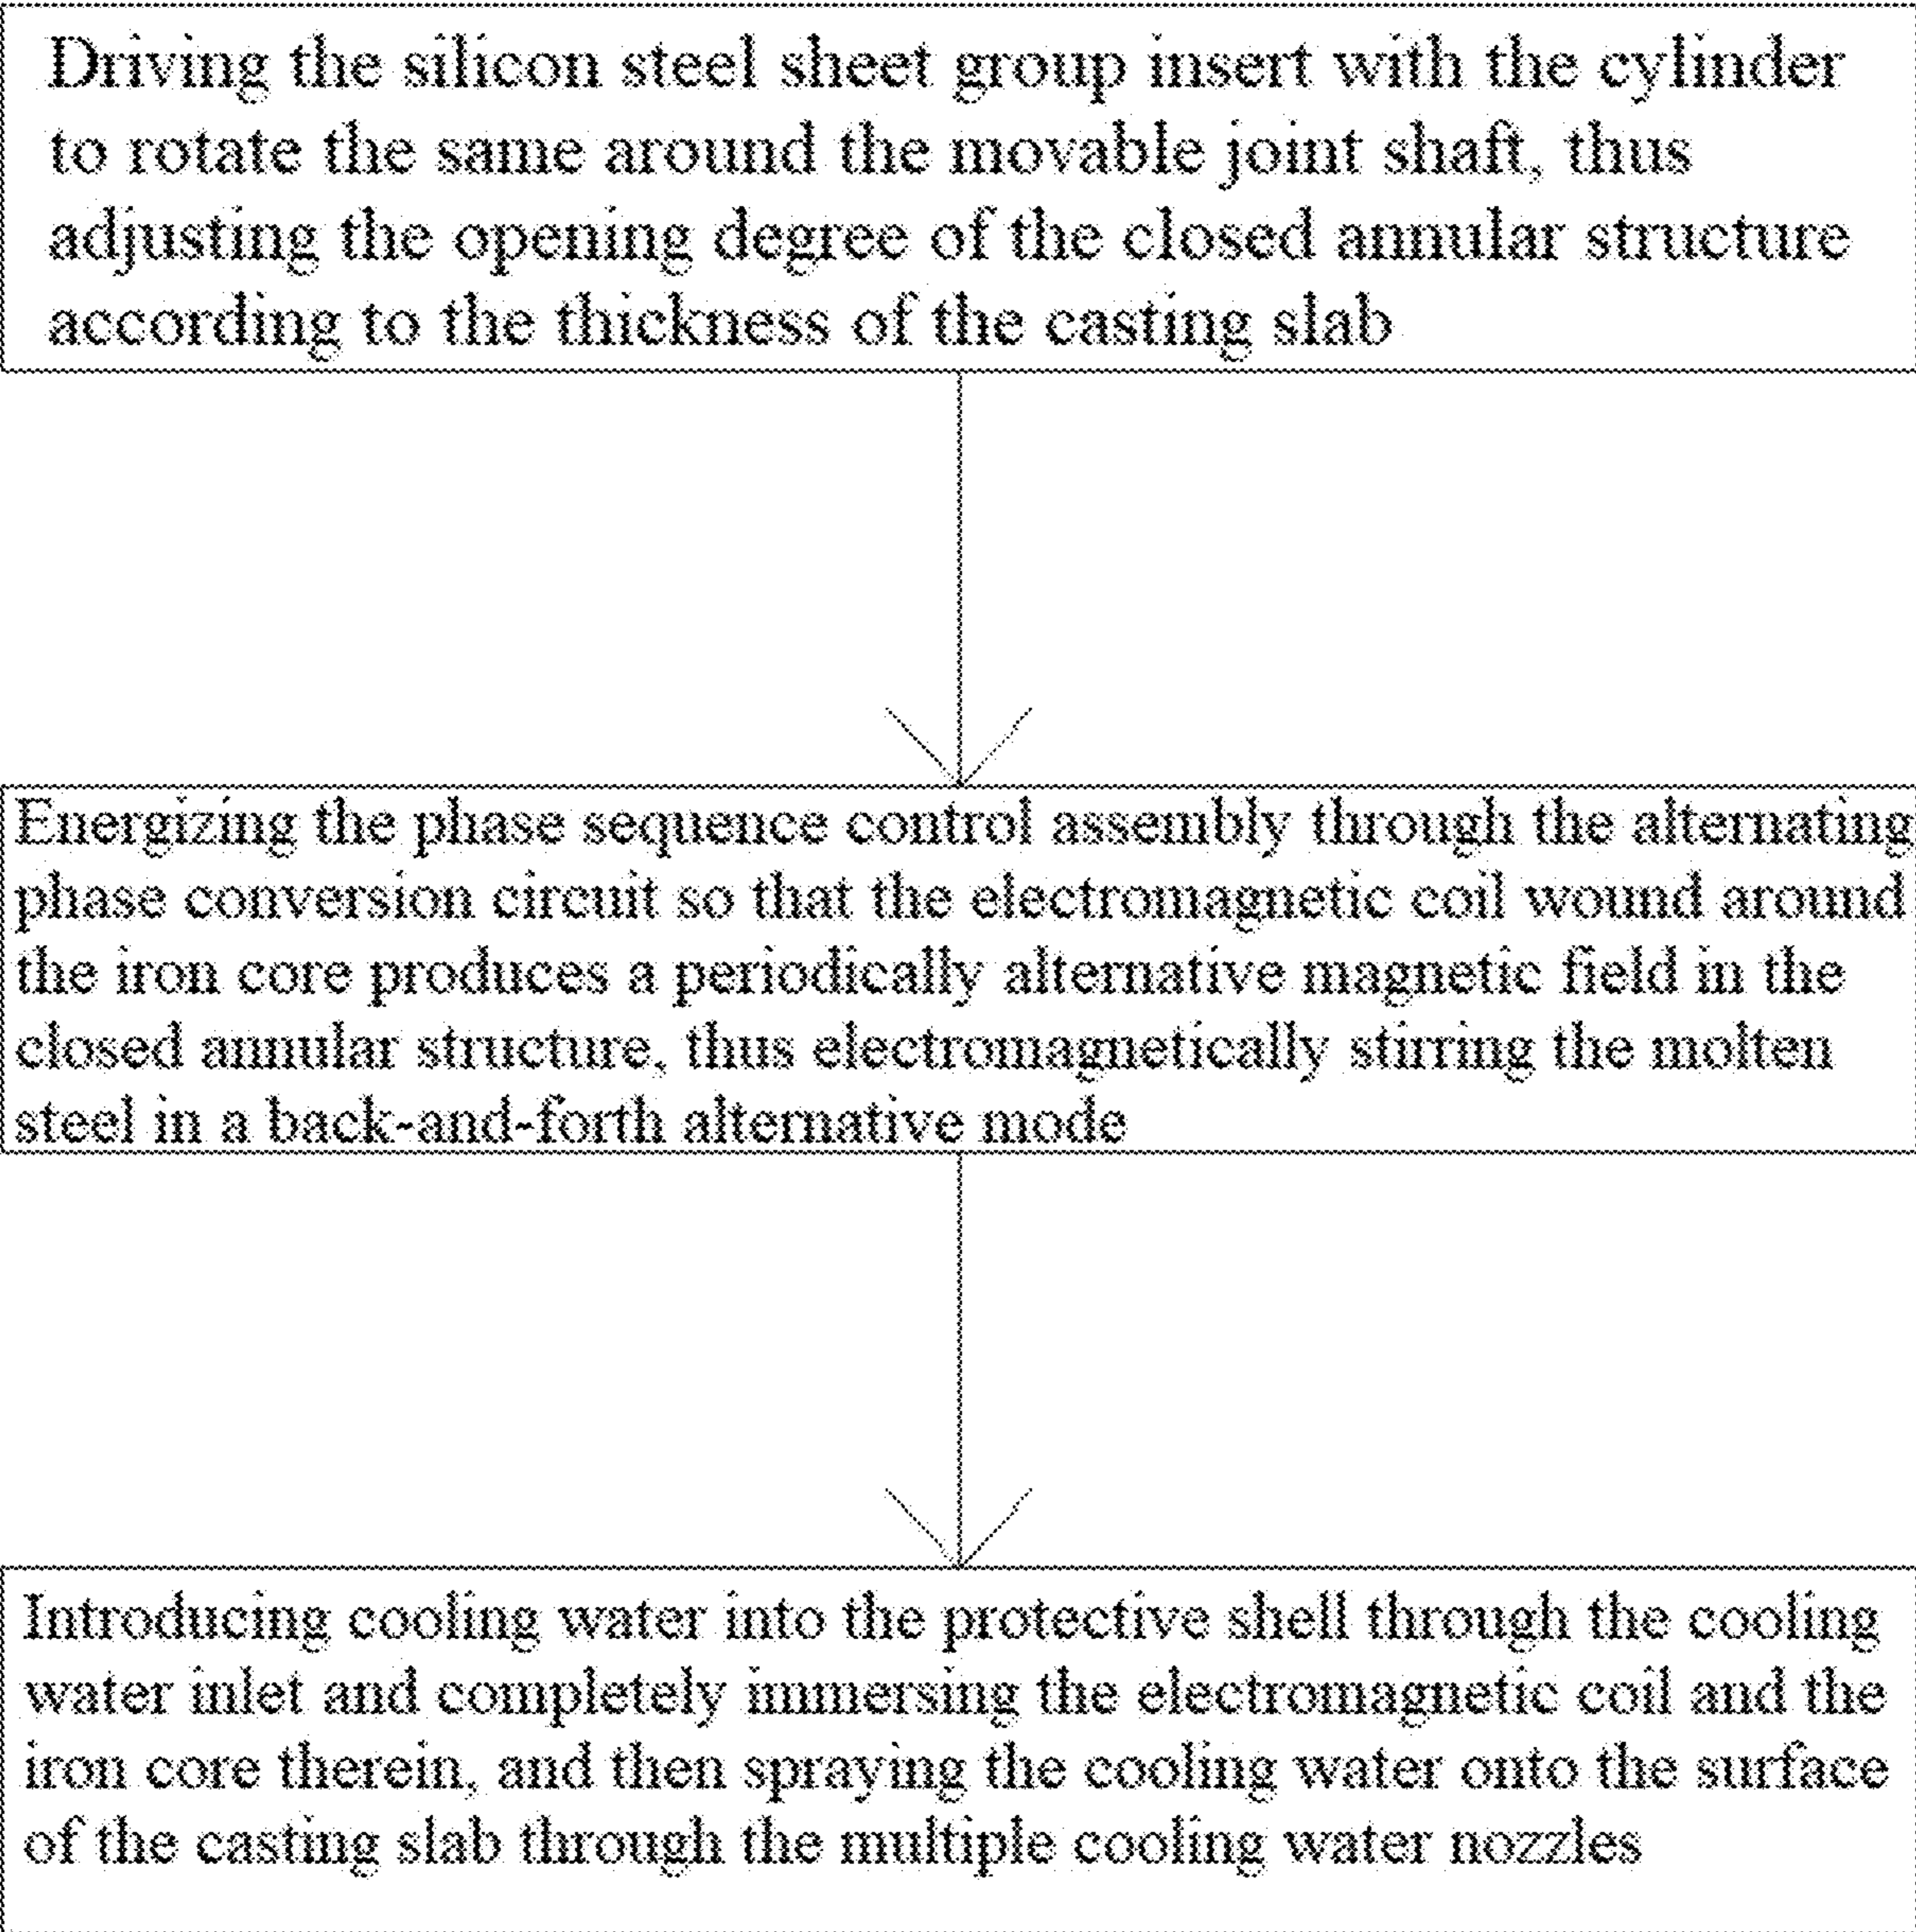 Driving the silicon steel sheet group insert with the cylinder
to rotate the same around the movable joint shaft, thus
adjusting the opening degree of the closed annular structure
according to the thickness of the casting slab
Energizing the phase sequence control assembly through the alternating
phase conversion circuit so that the electromagnetic coil wound around
the iron core produces a periodically alternative magnetic field in the
closed annular structure, thus electromagnetically stirring the molten
steel in a back-and-forth alternative mode
Introducing cooling water into the protective shell through the cooling
water inlet and completely immersing the electromagnetic coil and the
iron core therein, and then spraying the cooling water onto the surface
of the casting slab through the multiple cooling water nozzles